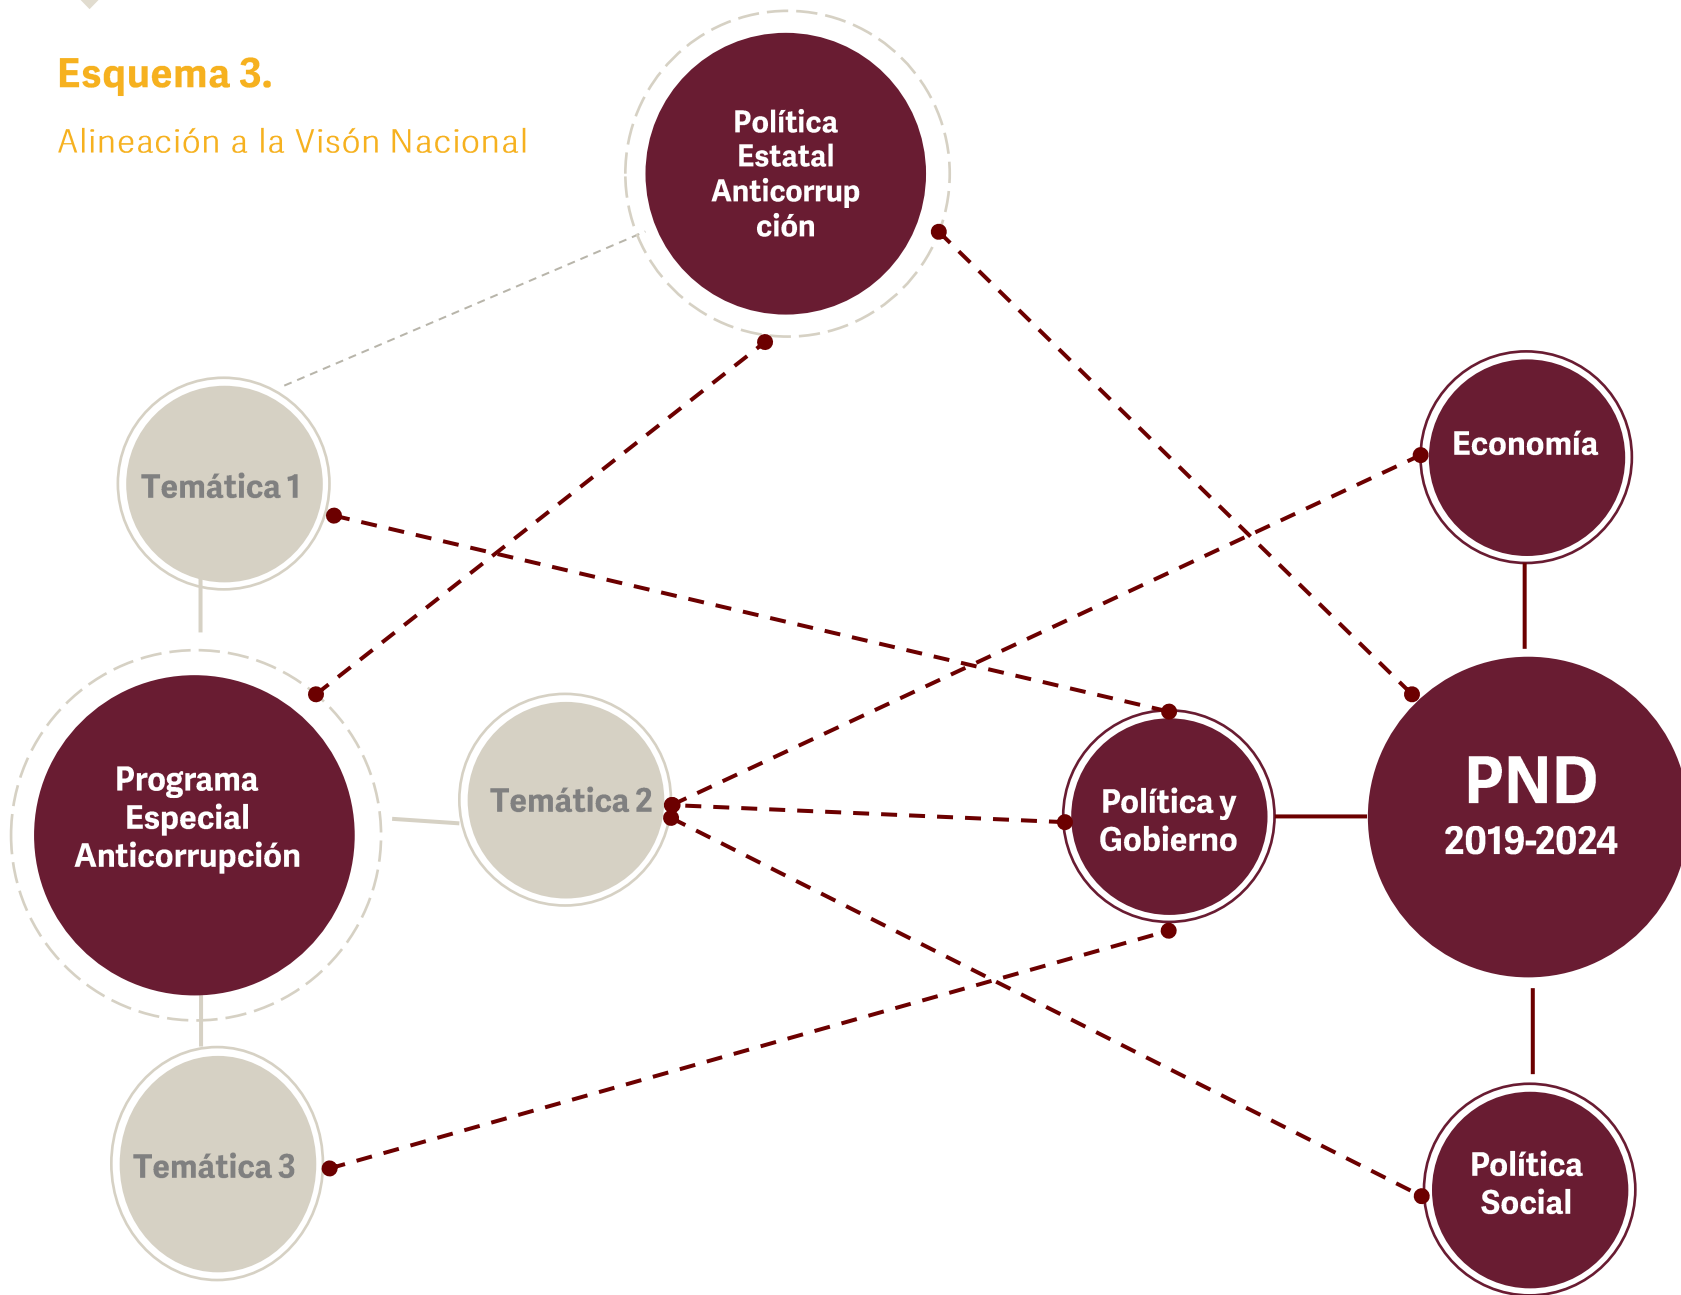 Esquema 3.
Alineación a la Visón Nacional
Política
Estatal
Anticorrup
ción
Economía
Temática 1
Programa
Especial
Anticorrupción
Temática 2
Política y
Gobierno
PND
2019-2024
Temática 3
Política
Social